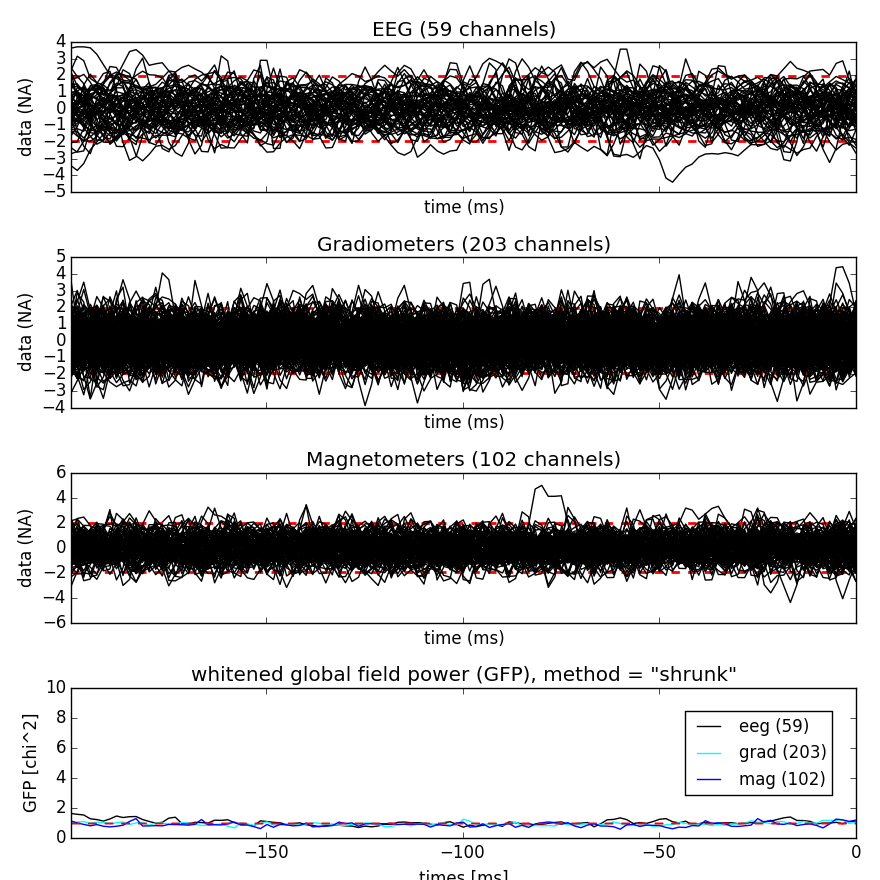 EEG (59 channels)
4
3
2
1
0
−1
−2
−3
−4
−5
data (NA)
time (ms)
Gradiometers (203 channels)
5
4
3
2
1
0
−1
−2
−3
−4
data (NA)
time (ms)
Magnetometers (102 channels)
6
4
2
0
−2
−4
−6
data (NA)
time (ms)
whitened global field power (GFP), method = "shrunk"
10
8
6
4
2
0
GFP [chi^2]
eeg (59)
grad (203)
mag (102)
−150 −100 −50 0
times [ms]